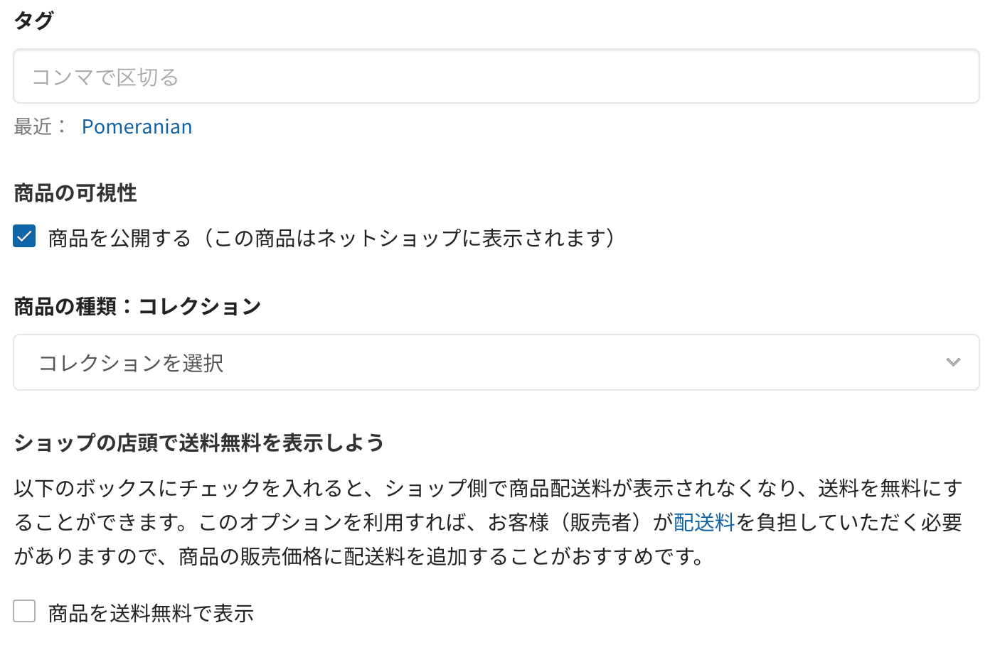 タグ
コンマで区切る
最近： Pomeranian
商品の可視性
商品を公開する（この商品はネットショップに表示されます）
商品の種類：コレクション
コレクションを選択
ショップの店頭で送料無料を表示しよう
以下のボックスにチェックを入れると、ショップ側で商品配送料が表示されなくなり、送料を無料にす
ることができます。このオプションを利用すれば、お客様（販売者）が配送料を負担していただく必要
がありますので、商品の販売価格に配送料を追加することがおすすめです。
商品を送料無料で表示